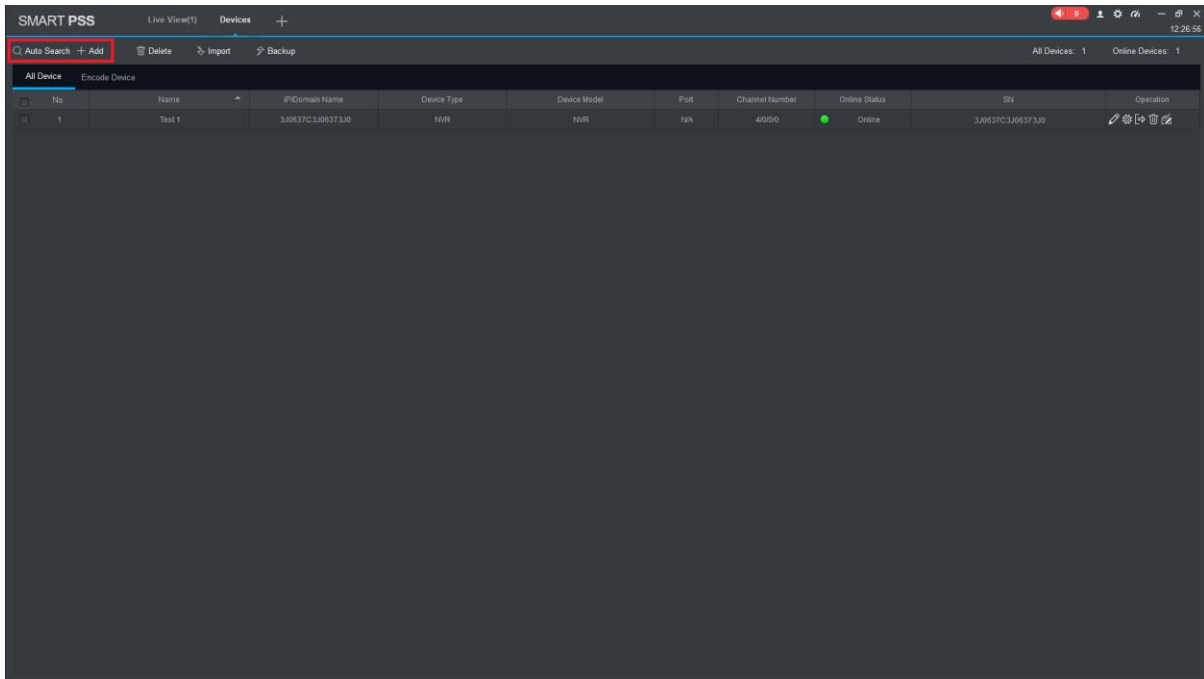 SMART PSS Live View(1) Devices + 6
12:26:56
Auto Search + Add Delete Import Backup All Devices: 1 Online Devices: 1
All Device Encode Device
No. Name IP/Domain Name Device Type Device Model Port Channel Number Online Status SN Operation
1 Test 1 3J0637C3J06373J0 NVR NVR N/A 4/0/0/0 Online 3J0637C3J06373J0